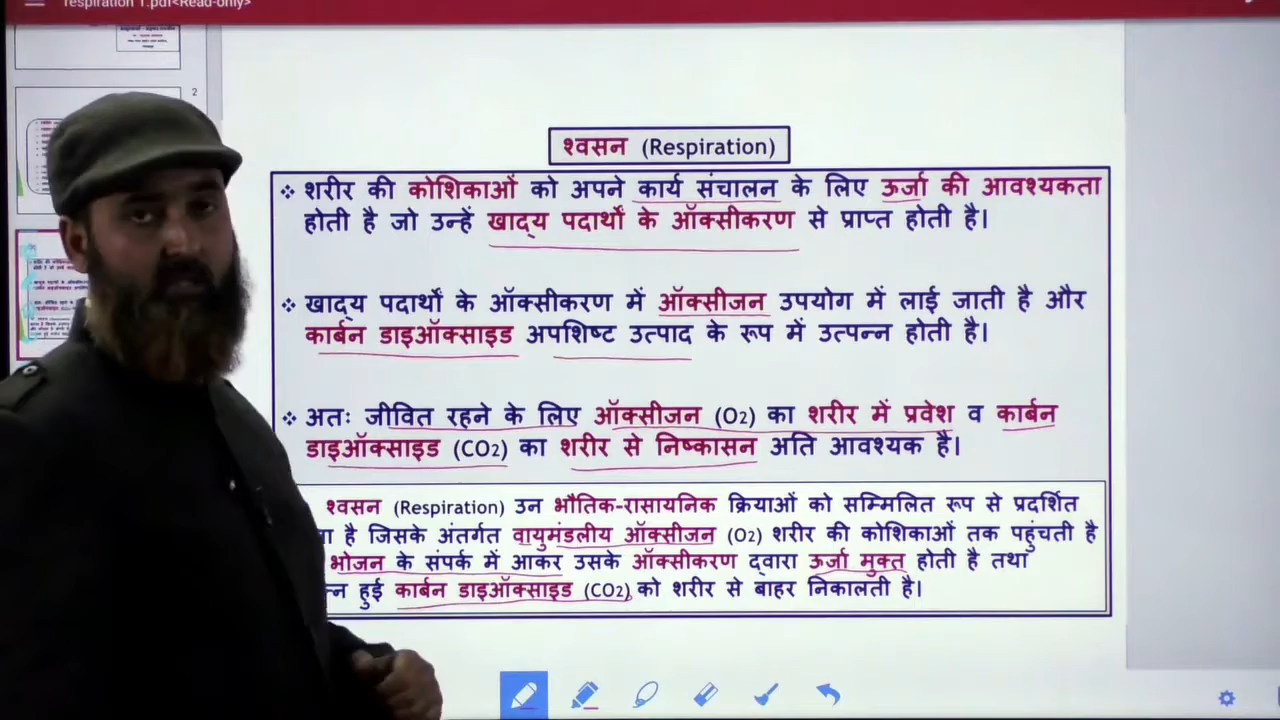 respiration 1.pdf<Read-only>
2
श्वसन (Respiration)
❖ शरीर की कोशिकाओं को अपने कार्य संचालन के लिए ऊर्जा की आवश्यकता
होती है जो उन्हें खाद्य पदार्थों के ऑक्सीकरण से प्राप्त होती है।
❖ खाद्य पदार्थों के ऑक्सीकरण में ऑक्सीजन उपयोग में लाई जाती है और
कार्बन डाइऑक्साइड अपशिष्ट उत्पाद के रूप में उत्पन्न होती है।
❖ अतः जीवित रहने के लिए ऑक्सीजन (O2) का शरीर में प्रवेश व कार्बन
डाइऑक्साइड (CO2) का शरीर से निष्कासन अति आवश्यक है।
श्वसन (Respiration) उन भौतिक-रासायनिक क्रियाओं को सम्मिलित रूप से प्रदर्शित
है जिसके अंतर्गत वायुमंडलीय ऑक्सीजन (O2) शरीर की कोशिकाओं तक पहुंचती है
भोजन के संपर्क में आकर उसके ऑक्सीकरण द्वारा ऊर्जा मुक्त होती है तथा
हुई कार्बन डाइऑक्साइड (CO2) को शरीर से बाहर निकालती है।